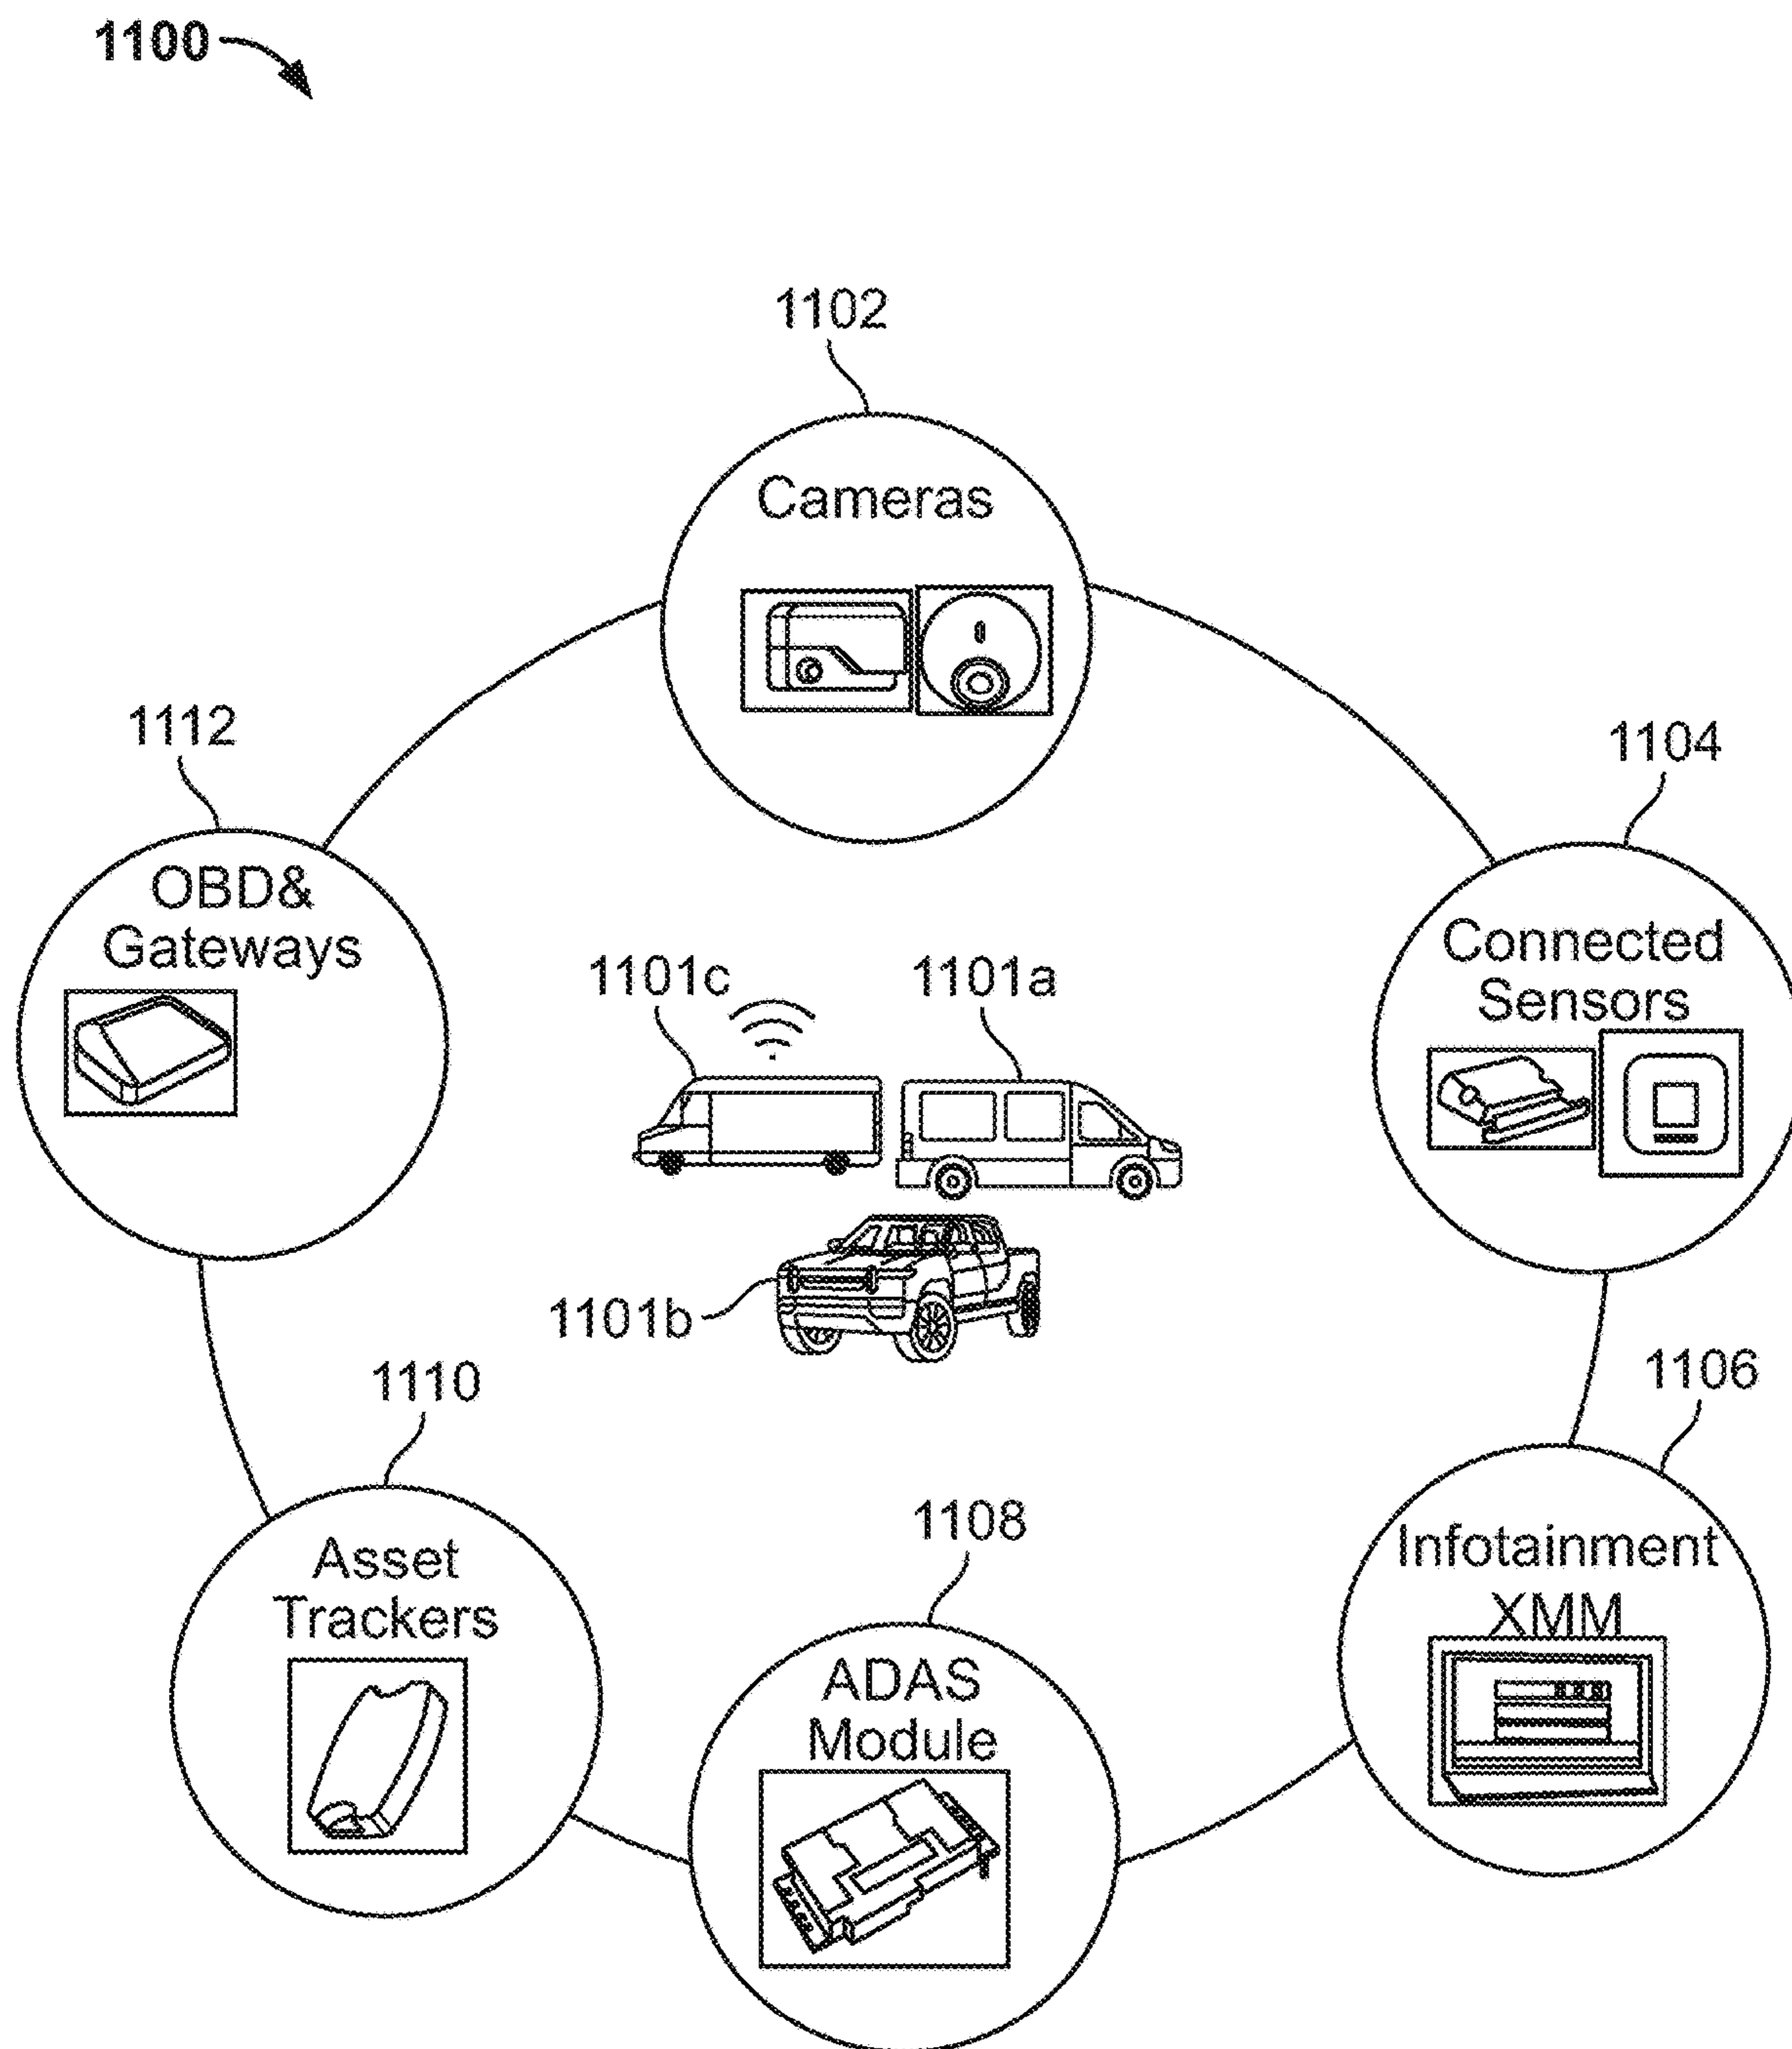 1100
1102
Cameras
1112
1104
OBD&
Gateways
Connected
Sensors
1101c
1101a
1101b
1110
1106
Asset
Trackers
1108
Infotainment
XMM
ADAS
Module